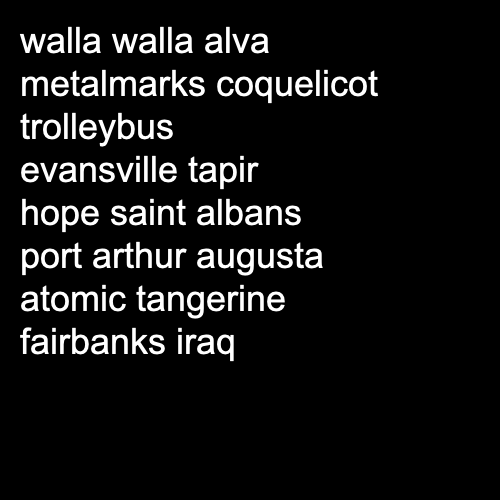 walla walla alva
metalmarks coquelicot
trolleybus
evansville tapir
hope saint albans
port arthur augusta
atomic tangerine
fairbanks iraq